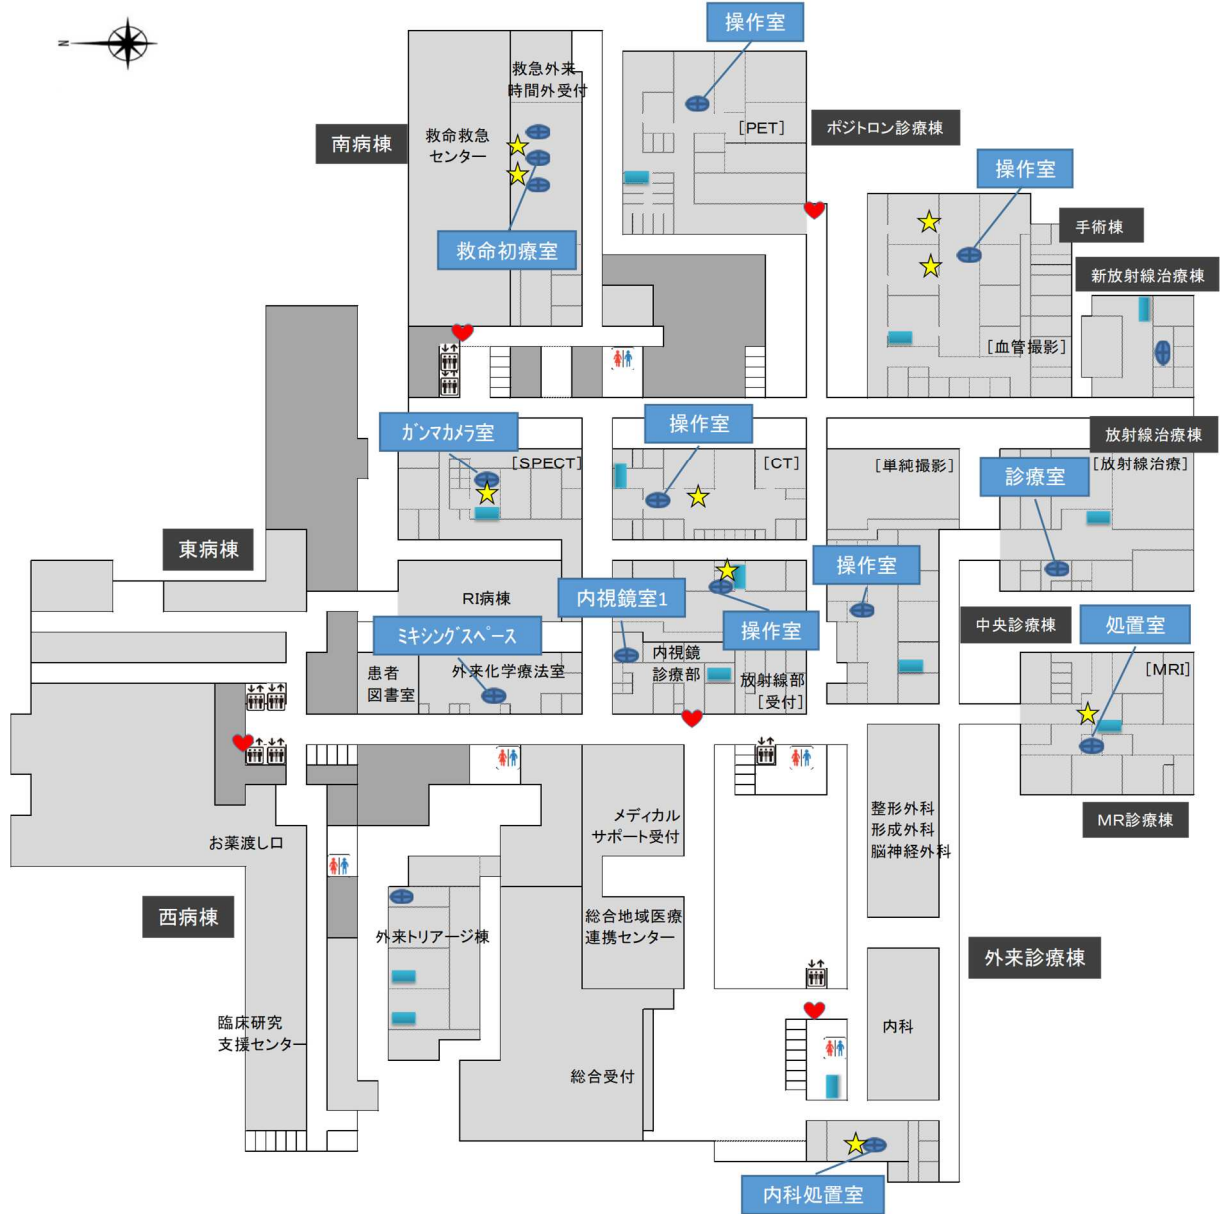 操作室
N
救急外来
時間外受付
[PET]
ポジトロン診療棟
南病棟
救命救急
センター
操作室
手術棟
救命初療室
新放射線治療棟
[血管撮影]
ガンマカメラ室
操作室
放射線治療棟
[SPECT]
[CT]
[単純撮影]
[放射線治療]
診療室
東病棟
操作室
RI病棟
内視鏡室1
ミキシングスペース
操作室
中央診療棟
処置室
患者
図書室
外来化学療法室
内視鏡
診療部
放射線部
[受付]
[MRI]
メディカル
サポート受付
整形外科
形成外科
脳神経外科
MR診療棟
お薬渡し口
西病棟
外来トリアージ棟
総合地域医療
連携センター
外来診療棟
臨床研究
支援センター
内科
総合受付
内科処置室